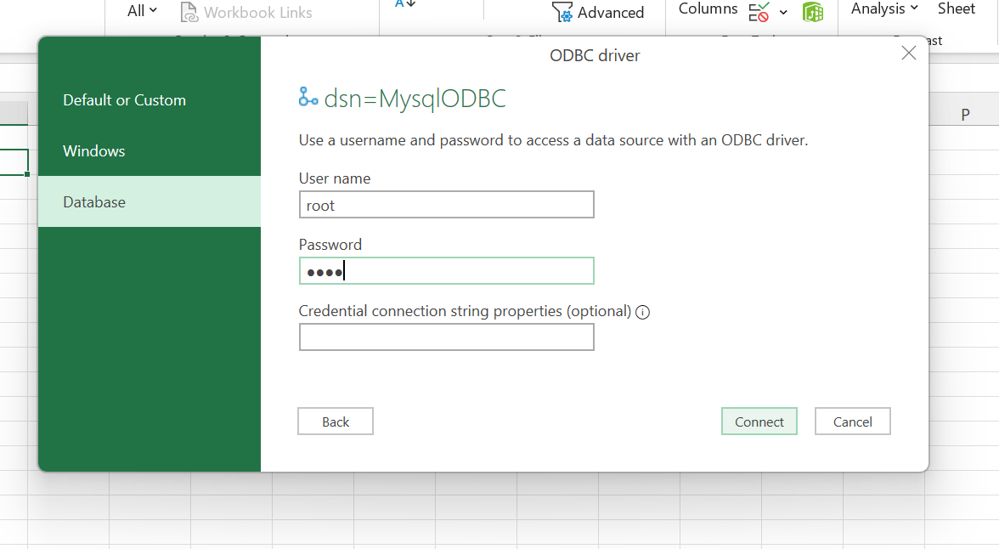 All
Workbook Links
Advanced
Columns
Analysis
Sheet
ODBC driver
Default or Custom
Windows
Database
dsn=MysqlODBC
Use a username and password to access a data source with an ODBC driver.
User name
root
Password
Credential connection string properties (optional)
Back
Connect
Cancel
P